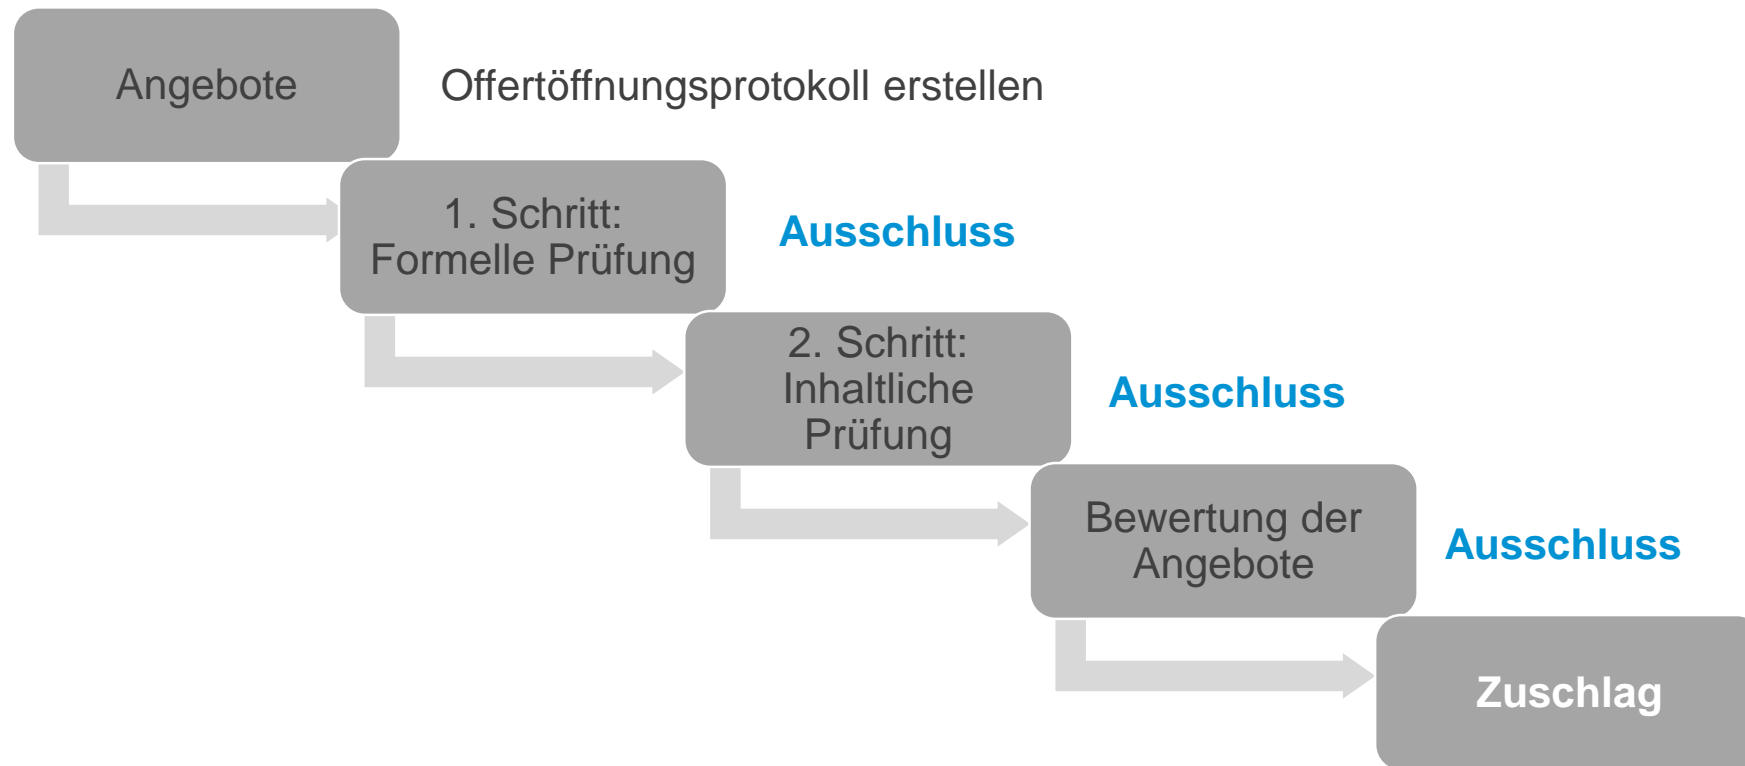 Angebote
Offertöffnungsprotokoll erstellen
1. Schritt:
Formelle Prüfung
Ausschluss
2. Schritt:
Inhaltliche
Prüfung
Ausschluss
Bewertung der
Angebote
Ausschluss
Zuschlag